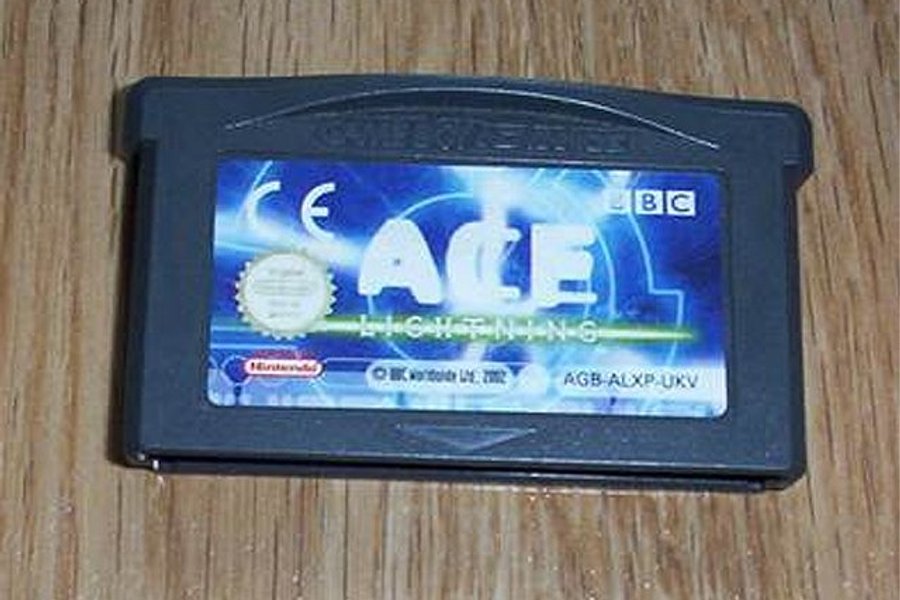 GAME BOY ADVANCE
CE
BBC
ACE
LIGHTNING
Nintendo
© BBC Worldwide Ltd., 2002
AGB-ALXP-UKV